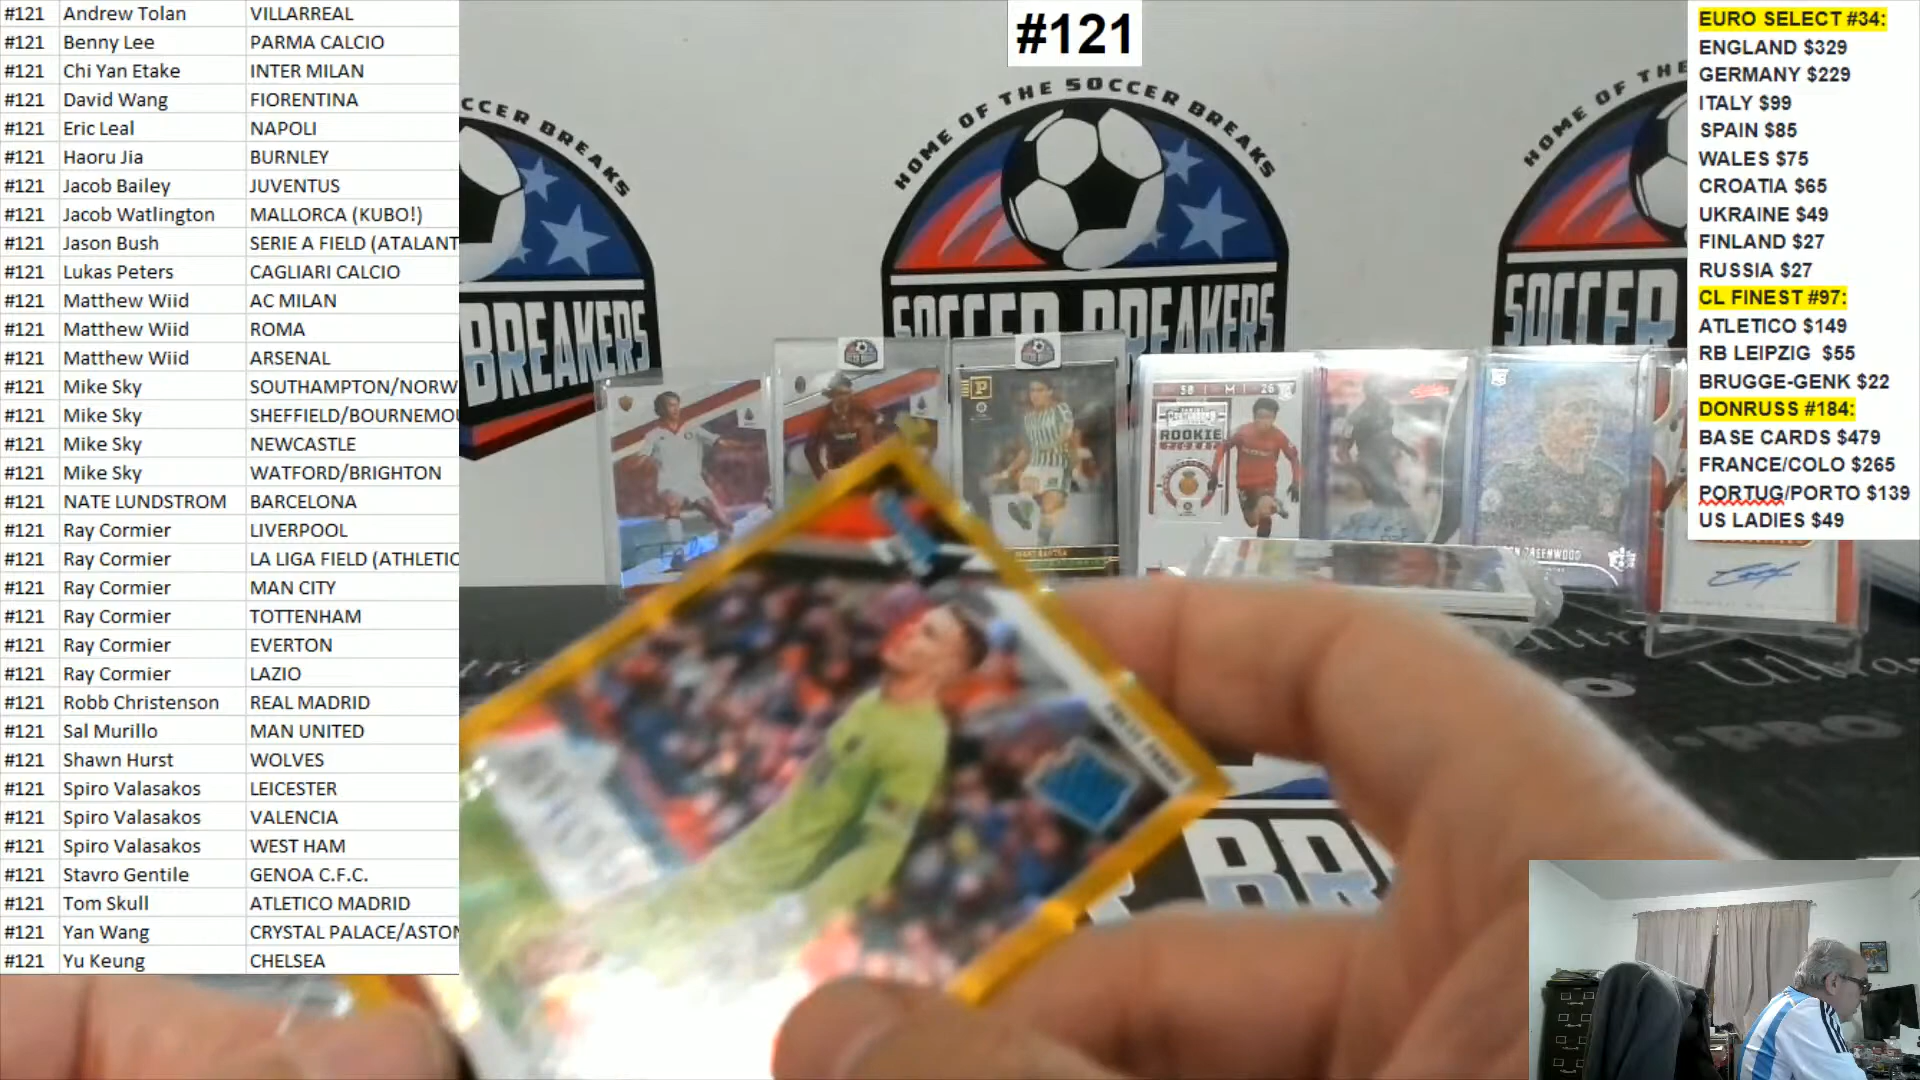 #121 Andrew Tolan VILLARREAL
#121 Benny Lee PARMA CALCIO
#121 Chi Yan Etake INTER MILAN
#121 David Wang FIORENTINA
#121 Eric Leal NAPOLI
#121 Haoru Jia BURNLEY
#121 Jacob Bailey JUVENTUS
#121 Jacob Watlington MALLORCA (KUBO!)
#121 Jason Bush SERIE A FIELD (ATALANT
#121 Lukas Peters CAGLIARI CALCIO
#121 Matthew Wiid AC MILAN
#121 Matthew Wiid ROMA
#121 Matthew Wiid ARSENAL
#121 Mike Sky SOUTHAMPTON/NORW
#121 Mike Sky SHEFFIELD/BOURNEMOU
#121 Mike Sky NEWCASTLE
#121 Mike Sky WATFORD/BRIGHTON
#121 NATE LUNDSTROM BARCELONA
#121 Ray Cormier LIVERPOOL
#121 Ray Cormier LA LIGA FIELD (ATHLETIC
#121 Ray Cormier MAN CITY
#121 Ray Cormier TOTTENHAM
#121 Ray Cormier EVERTON
#121 Ray Cormier LAZIO
#121 Robb Christenson REAL MADRID
#121 Sal Murillo MAN UNITED
#121 Shawn Hurst WOLVES
#121 Spiro Valasakos LEICESTER
#121 Spiro Valasakos VALENCIA
#121 Spiro Valasakos WEST HAM
#121 Stavro Gentile GENOA C.F.C.
#121 Tom Skull ATLETICO MADRID
#121 Yan Wang CRYSTAL PALACE/ASTON
#121 Yu Keung CHELSEA
#121
CCER BREAKS
BREAKERS
HOME OF THE SOCCER BREAKS
SOCCER BREAKERS
HOME OF THE
SOCCER
ROOKIE
EURO SELECT #34:
ENGLAND $329
GERMANY $229
ITALY $99
SPAIN $85
WALES $75
CROATIA $65
UKRAINE $49
FINLAND $27
RUSSIA $27
CL FINEST #97:
ATLETICO $149
RB LEIPZIG $55
BRUGGE-GENK $22
DONRUSS #184:
BASE CARDS $479
FRANCE/COLO $265
PORTUG/PORTO $139
US LADIES $49